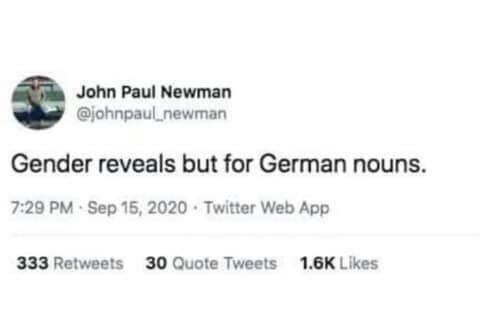 John Paul Newman
@johnpaul_newman
Gender reveals but for German nouns.
7:29 PM · Sep 15, 2020 · Twitter Web App
333 Retweets 30 Quote Tweets 1.6K Likes